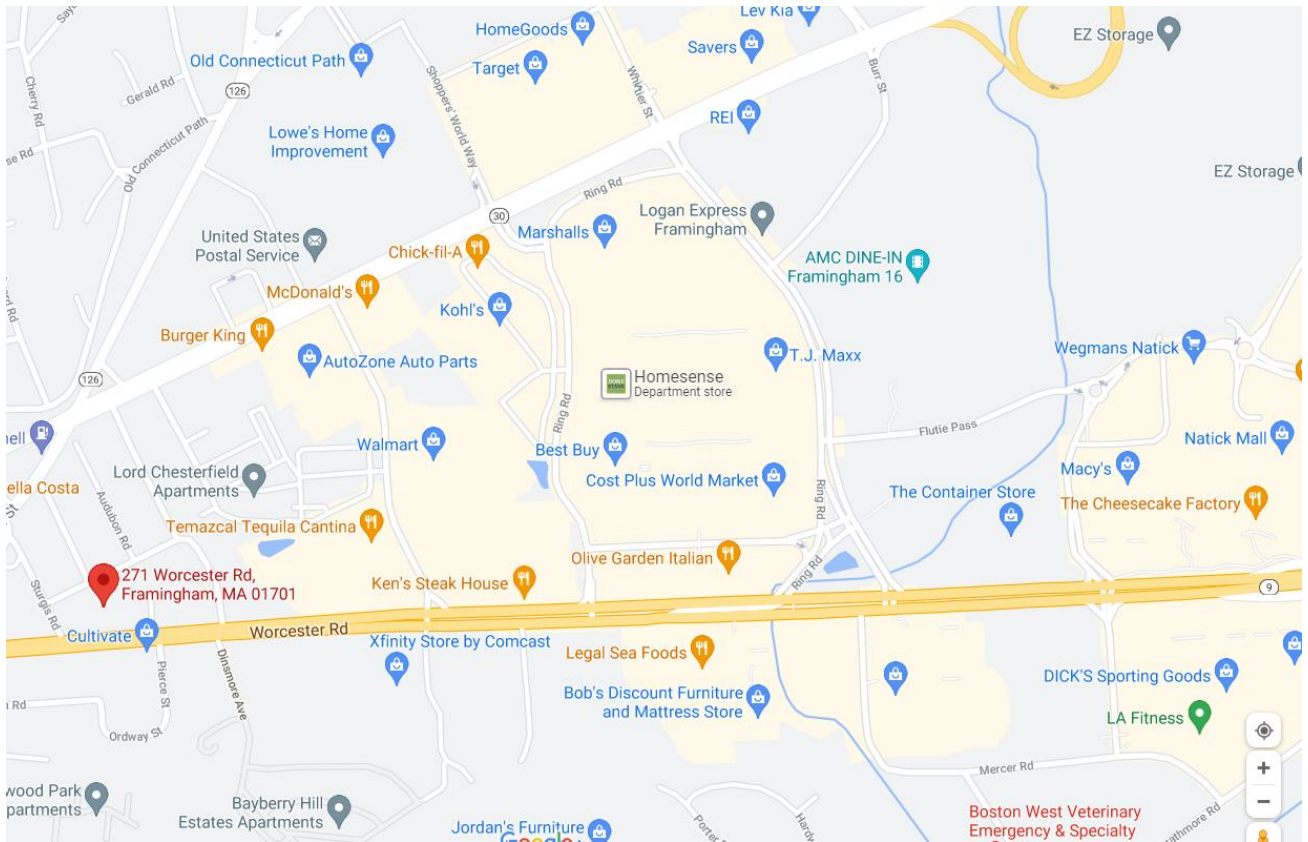 Lev Kia
HomeGoods
Savers
EZ Storage
Old Connecticut Path
Target
Cherry Rd
Gerald Rd
126
Shoppers' World Way
Whittier St
Burr St
REI
Lowe's Home
Improvement
Old Connecticut Path
se Rd
EZ Storage
Ring Rd
30
Logan Express
Framingham
United States
Postal Service
Marshalls
Chick-fil-A
AMC DINE-IN
Framingham 16
McDonald's
Kohl's
Burger King
AutoZone Auto Parts
T.J. Maxx
Wegmans Natick
126
Homesense
Department store
HOME
SENSE
Ring Rd
Flutie Pass
Walmart
Best Buy
Natick Mall
Lord Chesterfield
Apartments
Cost Plus World Market
Macy's
ella Costa
Ring Rd
The Container Store
The Cheesecake Factory
Audubon Rd
Temazcal Tequila Cantina
Olive Garden Italian
Ring Rd
271 Worcester Rd,
Framingham, MA 01701
Ken's Steak House
9
Sturgis Rd
Cultivate
Worcester Rd
Xfinity Store by Comcast
Legal Sea Foods
Pierce St
Dinsmore Ave
DICK'S Sporting Goods
Bob's Discount Furniture
and Mattress Store
LA Fitness
Ordway St
Mercer Rd
wood Park
partments
Bayberry Hill
Estates Apartments
Boston West Veterinary
Emergency & Specialty
Jordan's Furniture
Google